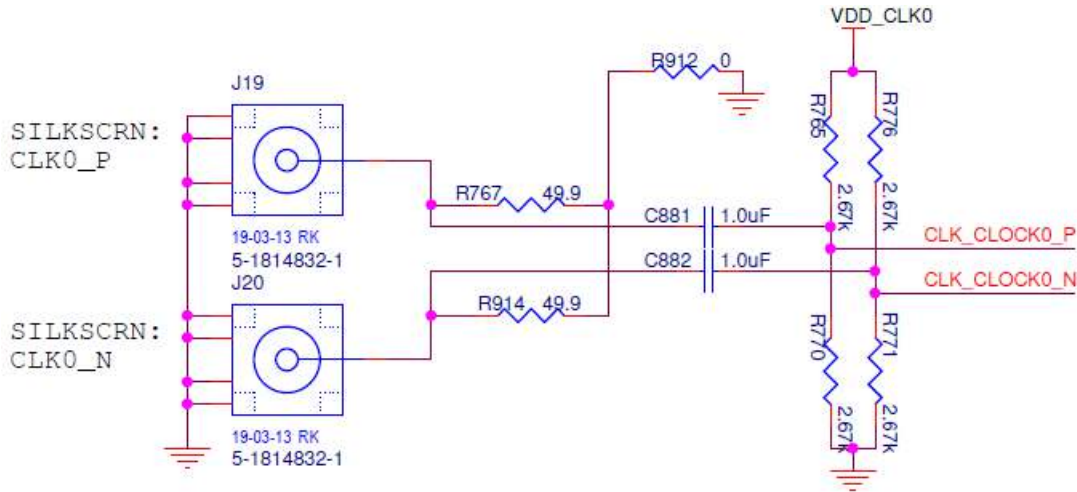 VDD_CLK0
R912 0
J19
SILKSCRN:
CLK0_P
R765
R776
R767 49.9
2.67k
2.67k
C881 1.0uF
CLK_CLOCK0_P
19-03-13 RK
5-1814832-1
C882 1.0uF
J20
CLK_CLOCK0_N
R914 49.9
SILKSCRN:
CLK0_N
R770
R771
2.67k
2.67k
19-03-13 RK
5-1814832-1